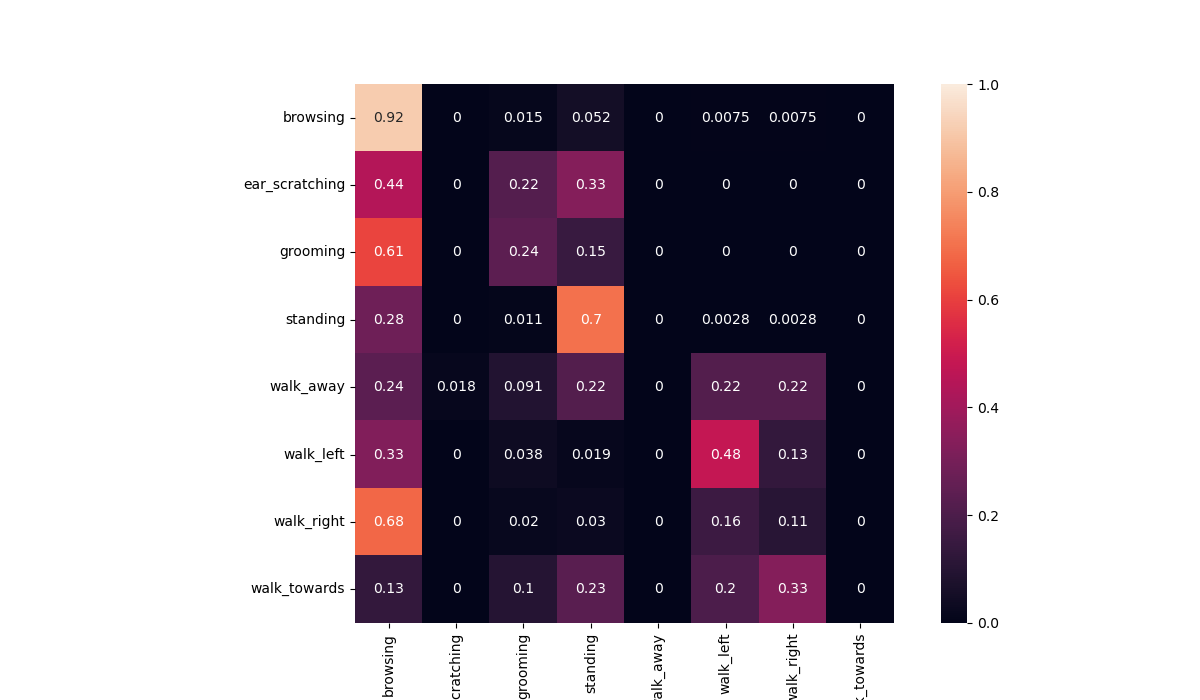 browsing 0.92 0 0.015 0.052 0 0.0075 0.0075 0
ear_scratching 0.44 0 0.22 0.33 0 0 0 0
grooming 0.61 0 0.24 0.15 0 0 0 0
standing 0.28 0 0.011 0.7 0 0.0028 0.0028 0
walk_away 0.24 0.018 0.091 0.22 0 0.22 0.22 0
walk_left 0.33 0 0.038 0.019 0 0.48 0.13 0
walk_right 0.68 0 0.02 0.03 0 0.16 0.11 0
walk_towards 0.13 0 0.1 0.23 0 0.2 0.33 0
browsing
cratching
grooming
standing
alk_away
walk_left
walk_right
k_towards
1.0
0.8
0.6
0.4
0.2
0.0